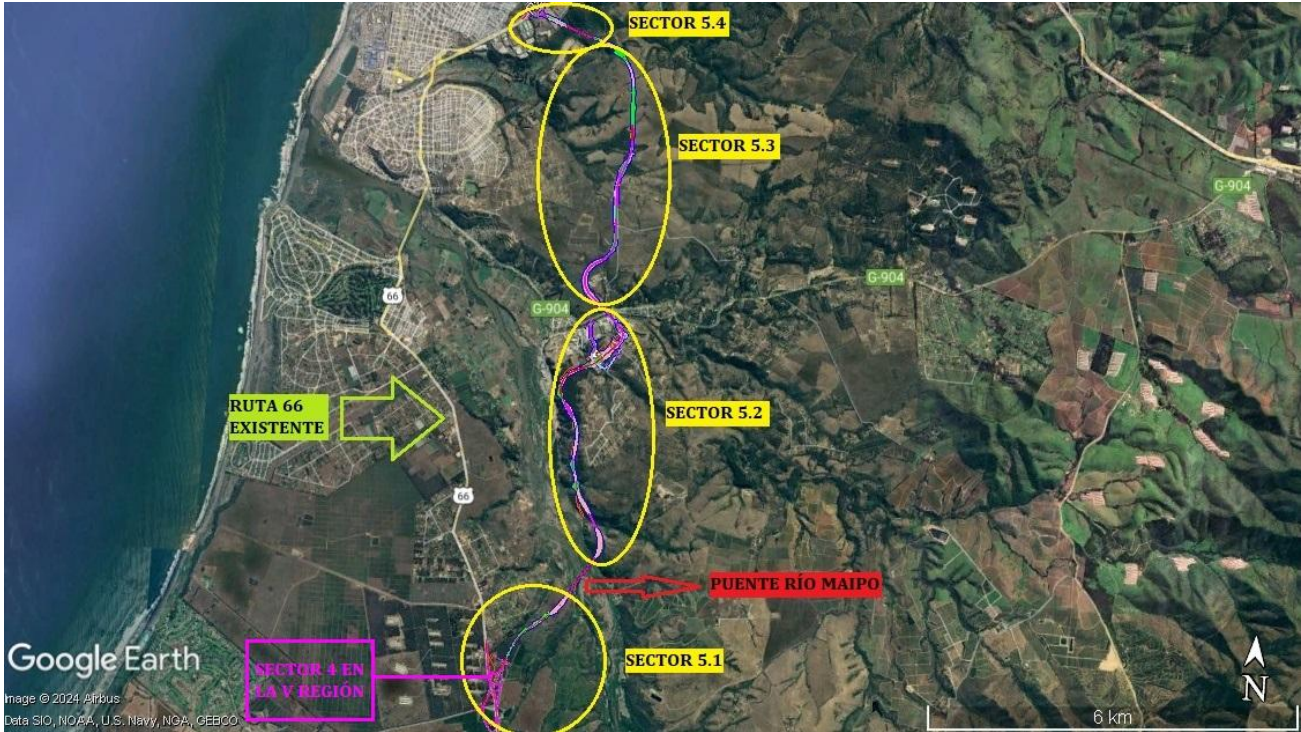 SECTOR 5.4
SECTOR 5.3
G-904
G-904
G-904
66
RUTA 66
EXISTENTE
SECTOR 5.2
66
PUENTE RÍO MAIPO
SECTOR 5.1
SECTOR 4 EN
LA V REGIÓN
Google Earth
Image © 2024 Airbus
Data SIO, NOAA, U.S. Navy, NGA, GEBCO
N
6 km